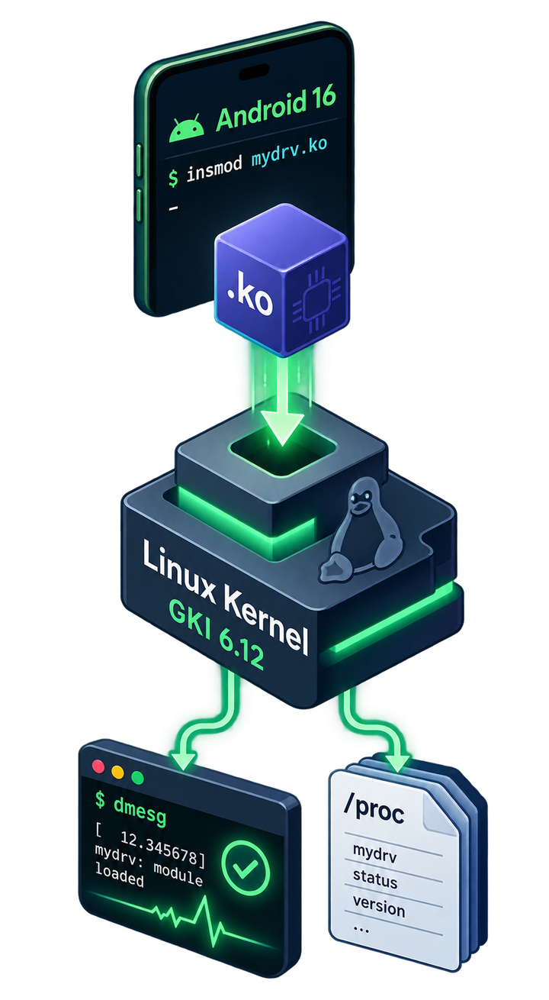 Android 16
$ insmod mydrv.ko
_
.ko
Linux Kernel
GKI 6.12
$ dmesg
[  12.345678]
mydrv: module
loaded
/proc
mydrv
status
version
...